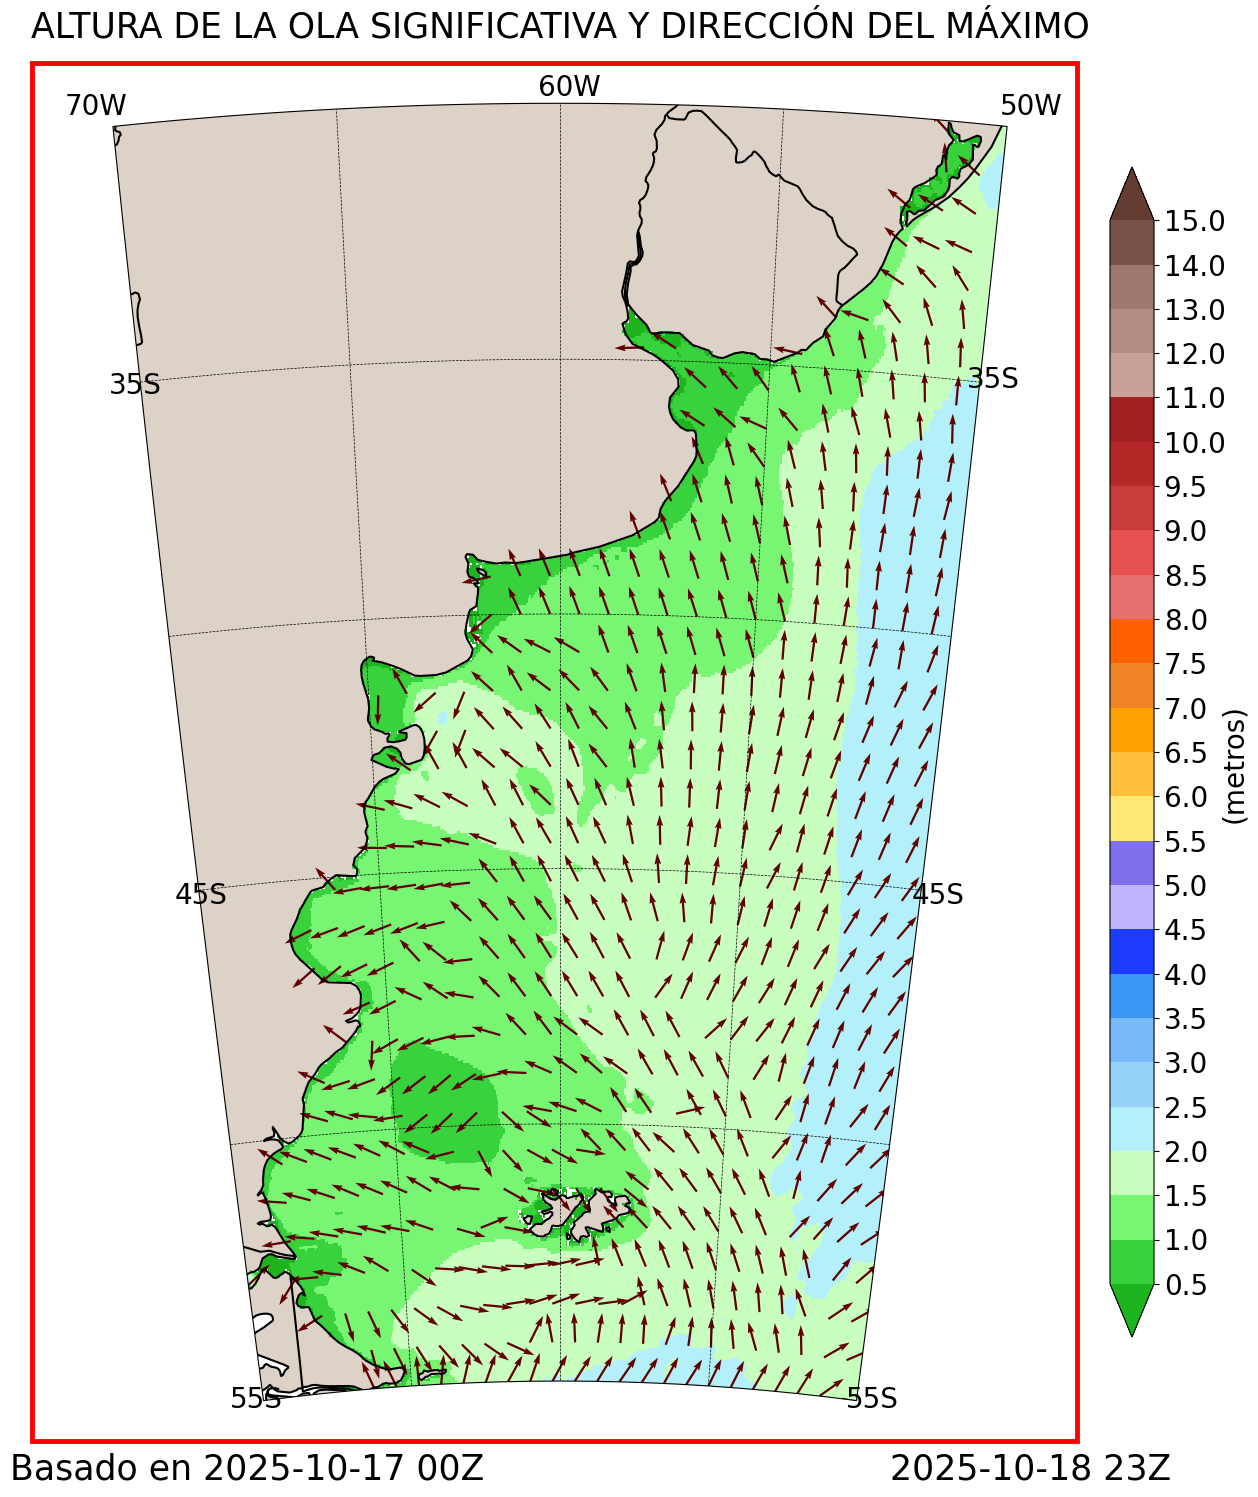 ALTURA DE LA OLA SIGNIFICATIVA Y DIRECCIÓN DEL MÁXIMO
70W
60W
50W
35S
35S
45S
45S
55S
55S
15.0
14.0
13.0
12.0
11.0
10.0
9.5
9.0
8.5
8.0
7.5
7.0
6.5
6.0
5.5
5.0
4.5
4.0
3.5
3.0
2.5
2.0
1.5
1.0
0.5
(metros)
Basado en 2025-10-17 00Z
2025-10-18 23Z